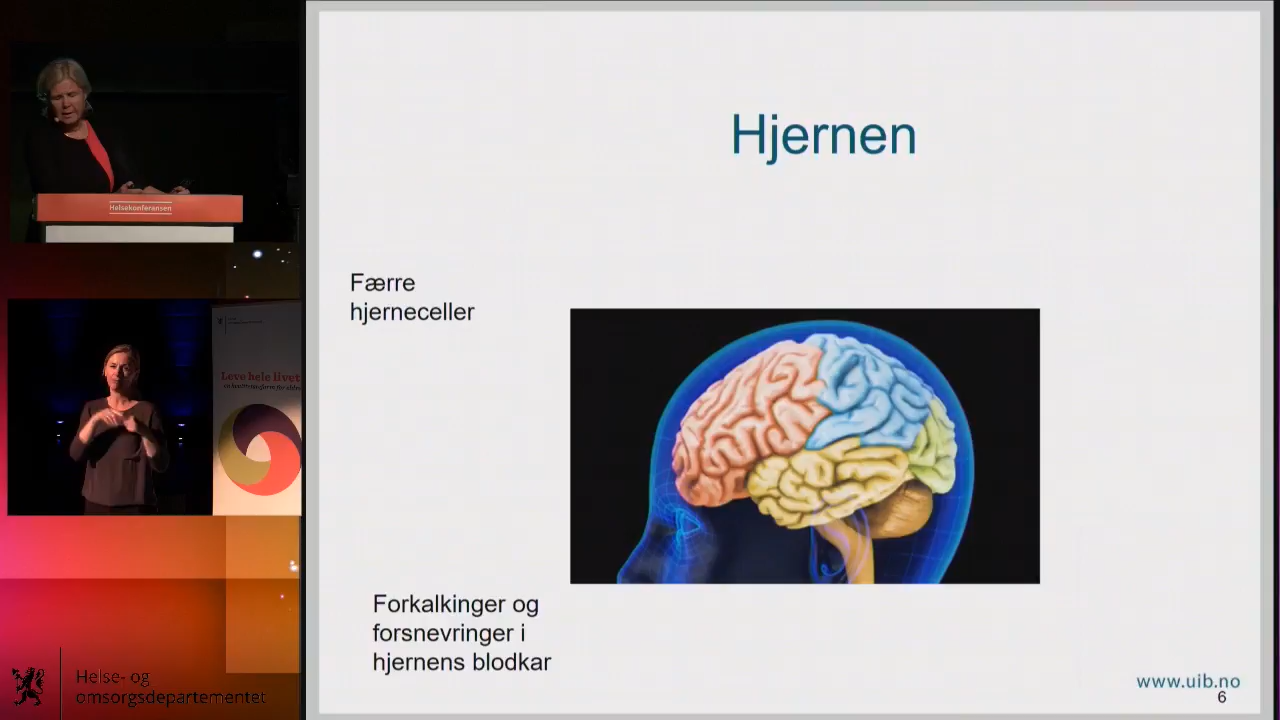 Hjernen
Færre
hjerneceller
Forkalkinger og
forsnevringer i
hjernens blodkar
www.uib.no
6
Helsekonferansen
Leve hele livet
Helse- og
omsorgsdepartementet